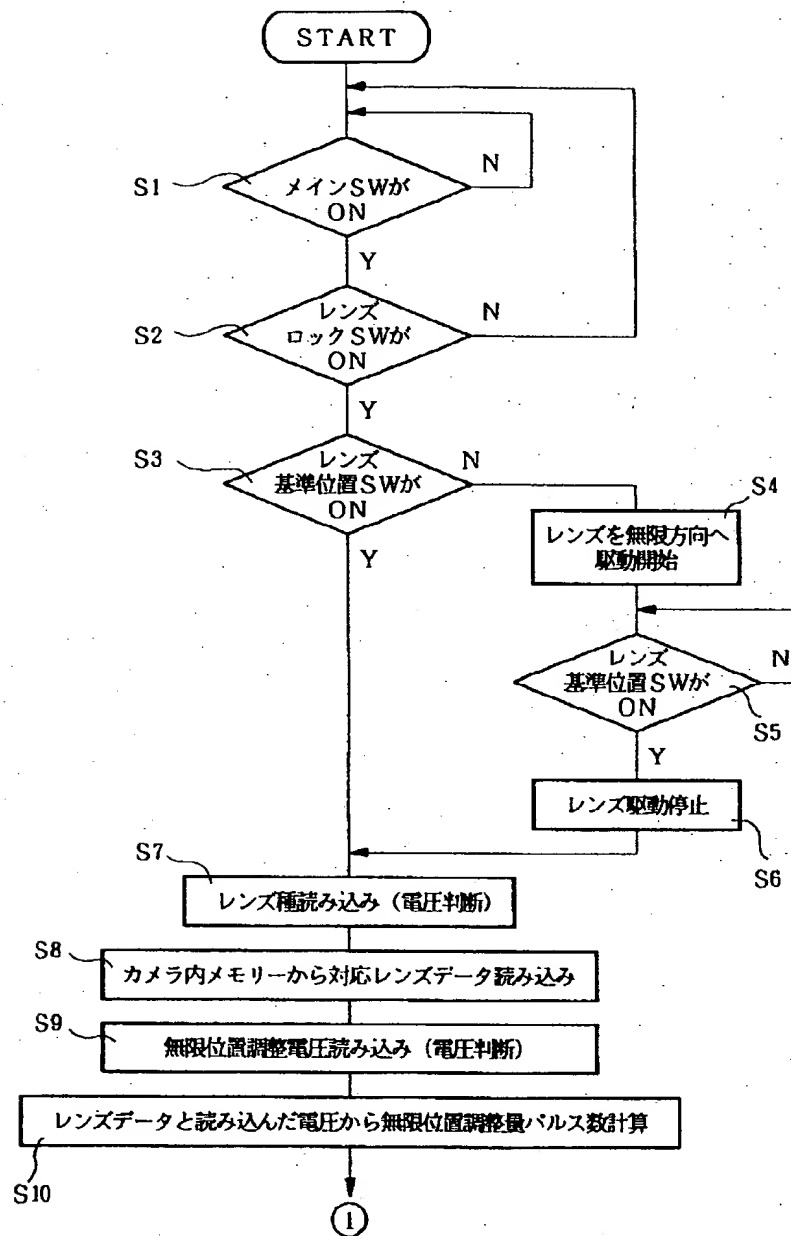 START
S1
メインSWが
ON
N
Y
S2
レンズ
ロックSWが
ON
N
Y
S3
レンズ
基準位置SWが
ON
N
Y
S4
レンズを無限方向へ
駆動開始
レンズ
基準位置SWが
ON
N
S5
Y
レンズ駆動停止
S6
S7
レンズ種読み込み（電圧判断）
S8
カメラ内メモリーから対応レンズデータ読み込み
S9
無限位置調整電圧読み込み（電圧判断）
レンズデータと読み込んだ電圧から無限位置調整量パルス数計算
S10
1